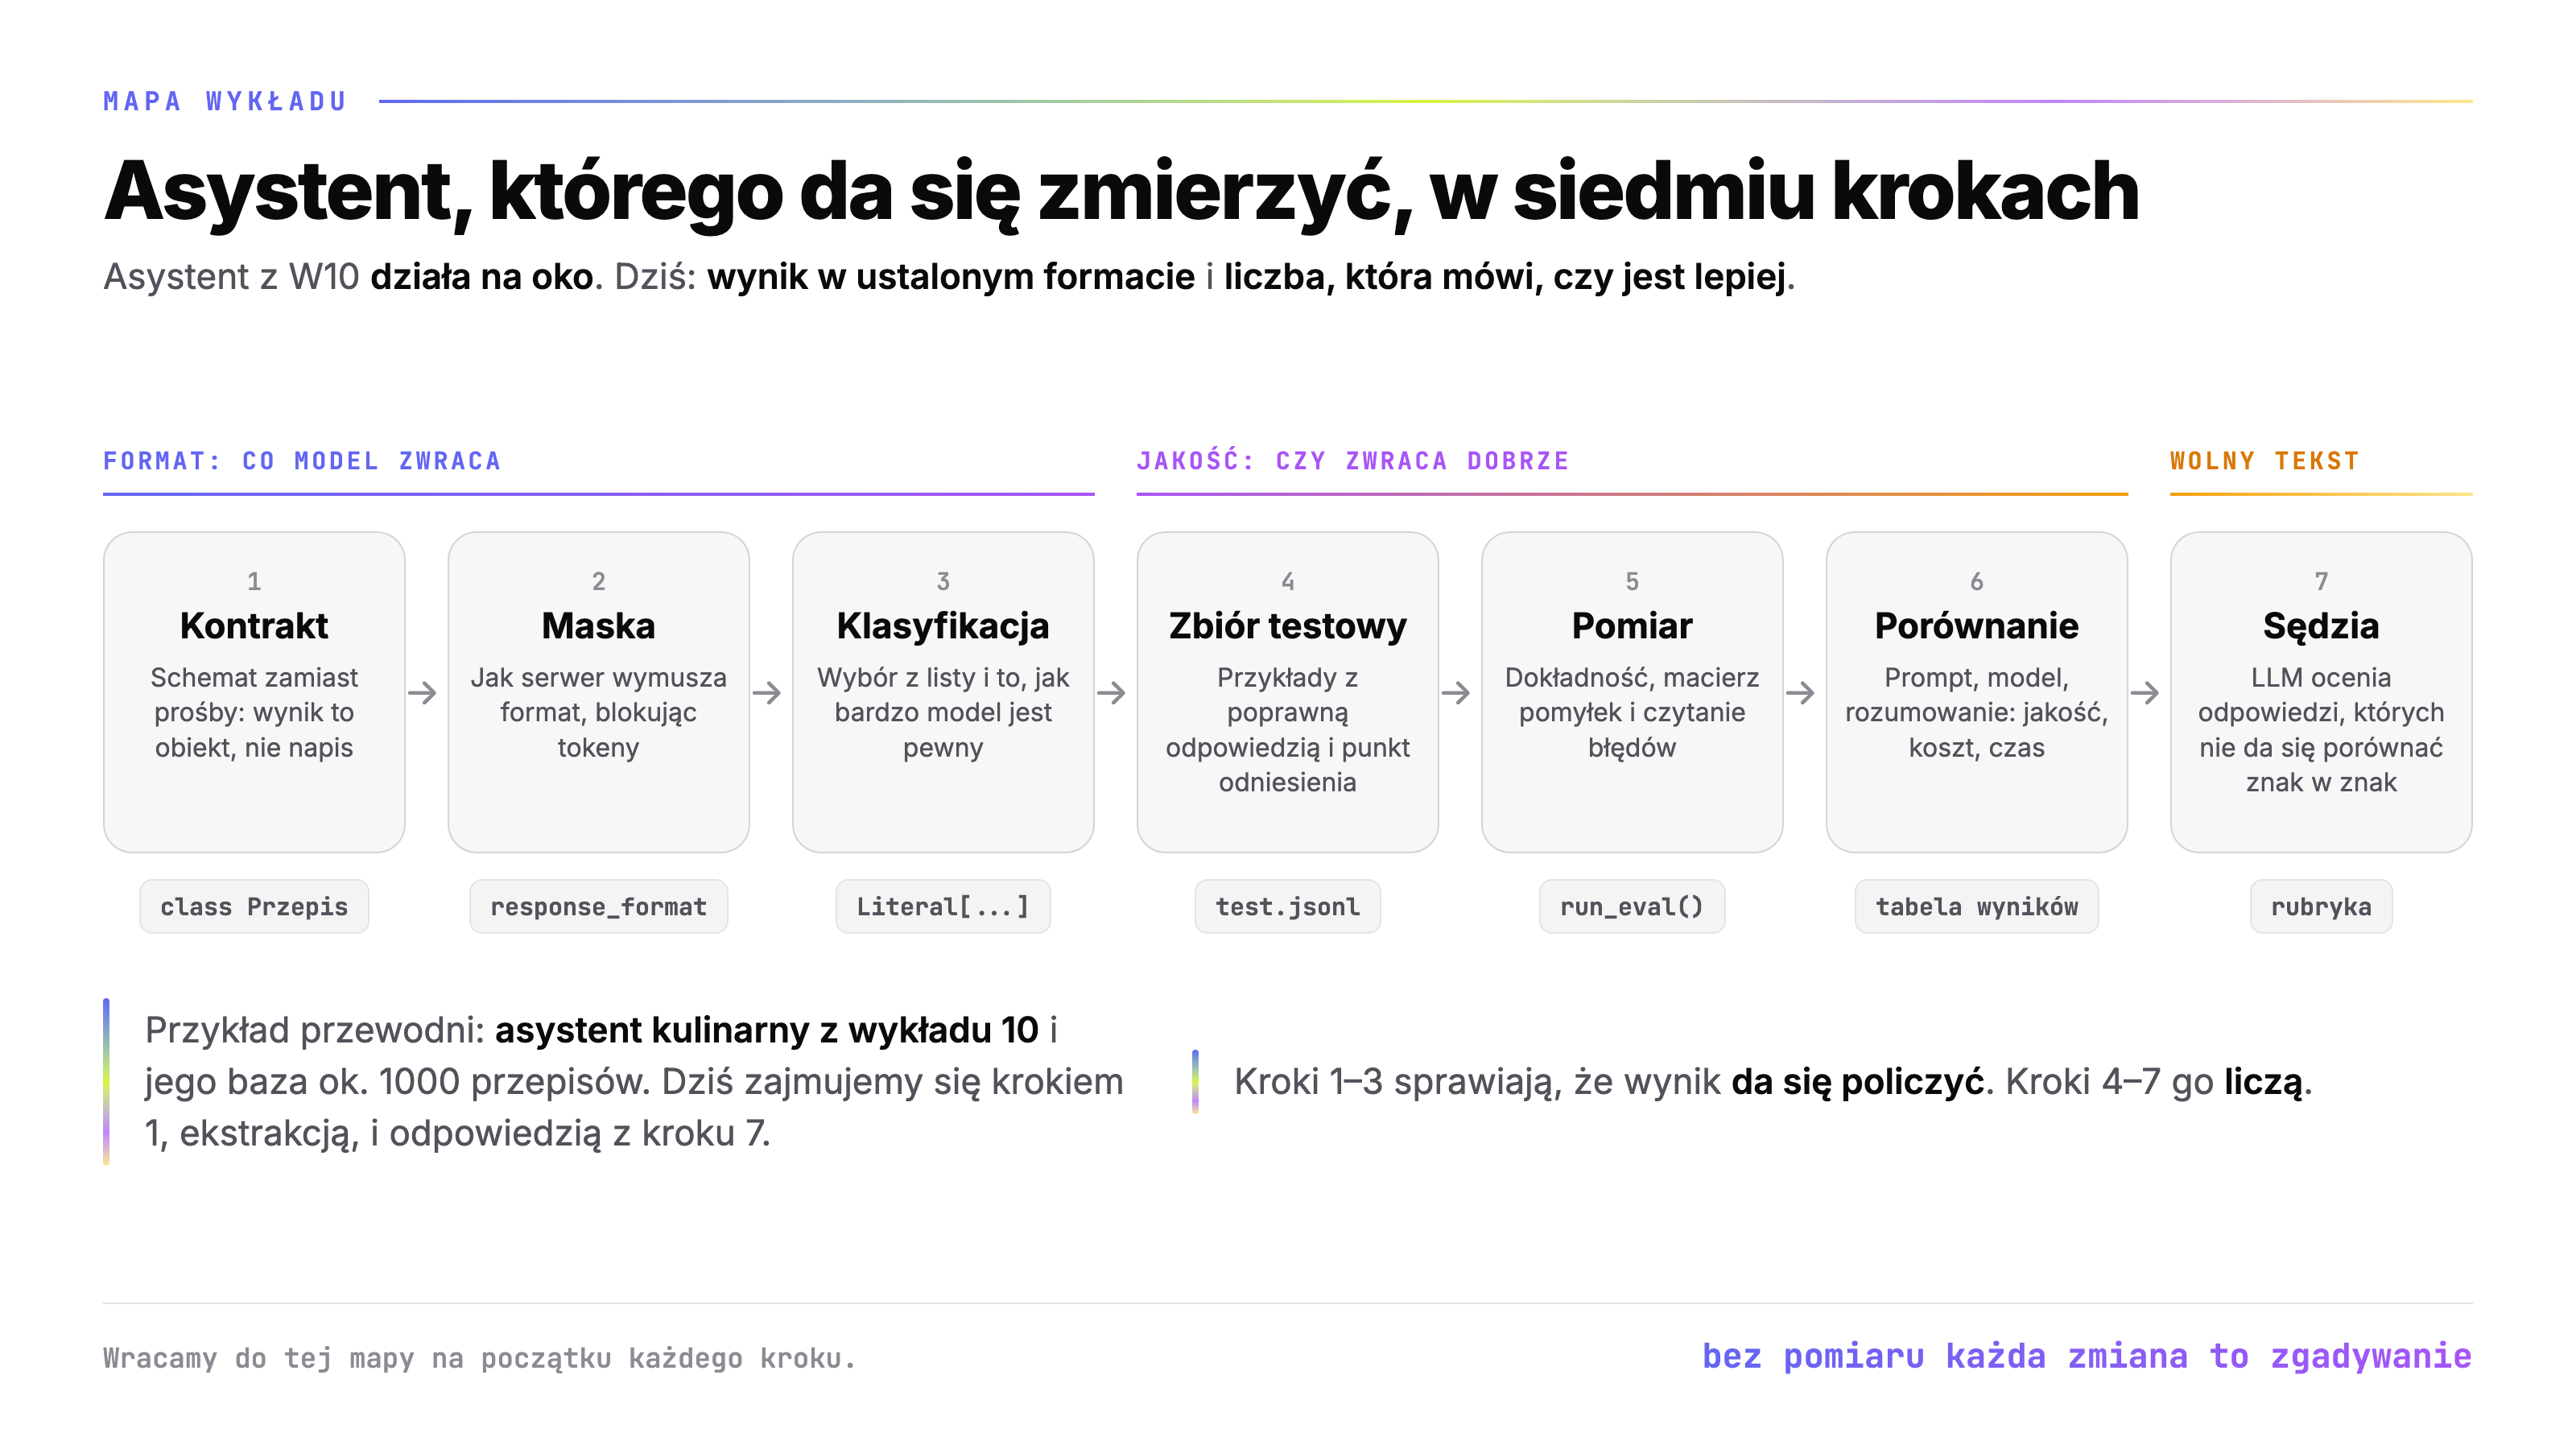 MAPA WYKŁADU
Asystent, którego da się zmierzyć, w siedmiu krokach
Asystent z W10 działa na oko. Dziś: wynik w ustalonym formacie i liczba, która mówi, czy jest lepiej.
FORMAT: CO MODEL ZWRACA
1
Kontrakt
Schemat zamiast
prośby: wynik to
obiekt, nie napis
class Przepis
2
Maska
Jak serwer wymusza
format, blokując
tokeny
response_format
3
Klasyfikacja
Wybór z listy i to, jak
bardzo model jest
pewny
Literal[...]
JAKOŚĆ: CZY ZWRACA DOBRZE
4
Zbiór testowy
Przykłady z
poprawną
odpowiedzią i punkt
odniesienia
test.jsonl
5
Pomiar
Dokładność, macierz
pomyłek i czytanie
błędów
run_eval()
6
Porównanie
Prompt, model,
rozumowanie: jakość,
koszt, czas
tabela wyników
WOLNY TEKST
7
Sędzia
LLM ocenia
odpowiedzi, których
nie da się porównać
znak w znak
rubryka
Przykład przewodni: asystent kulinarny z wykładu 10 i
jego baza ok. 1000 przepisów. Dziś zajmujemy się krokiem
1, ekstrakcją, i odpowiedzią z kroku 7.
Kroki 1–3 sprawiają, że wynik da się policzyć. Kroki 4–7 go liczą.
Wracamy do tej mapy na początku każdego kroku.
bez pomiaru każda zmiana to zgadywanie